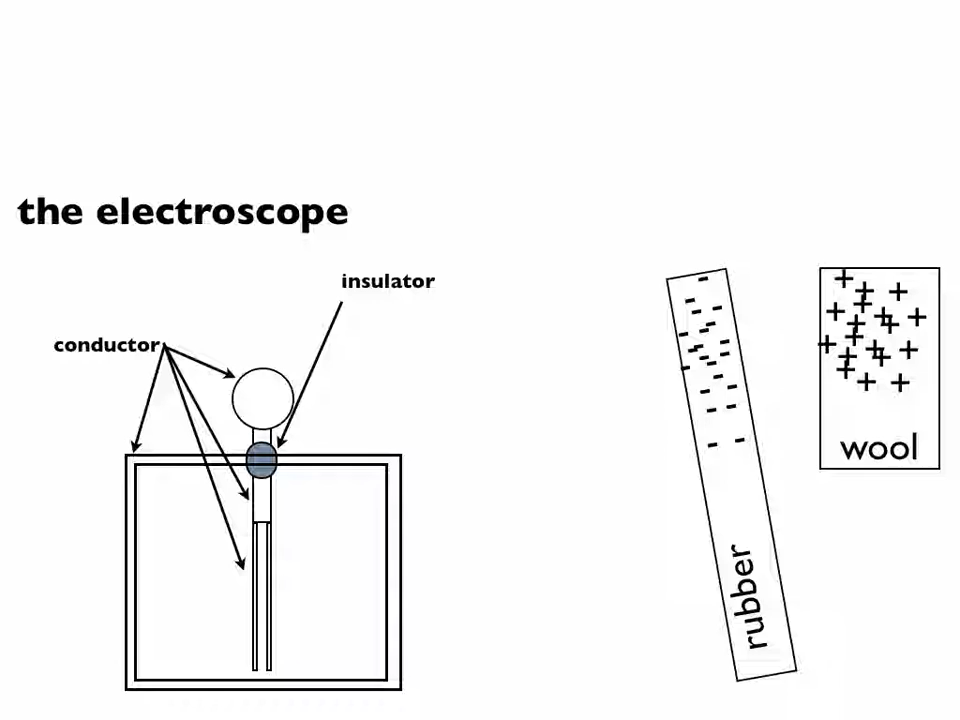 the electroscope
insulator
conductor
wool
rubber